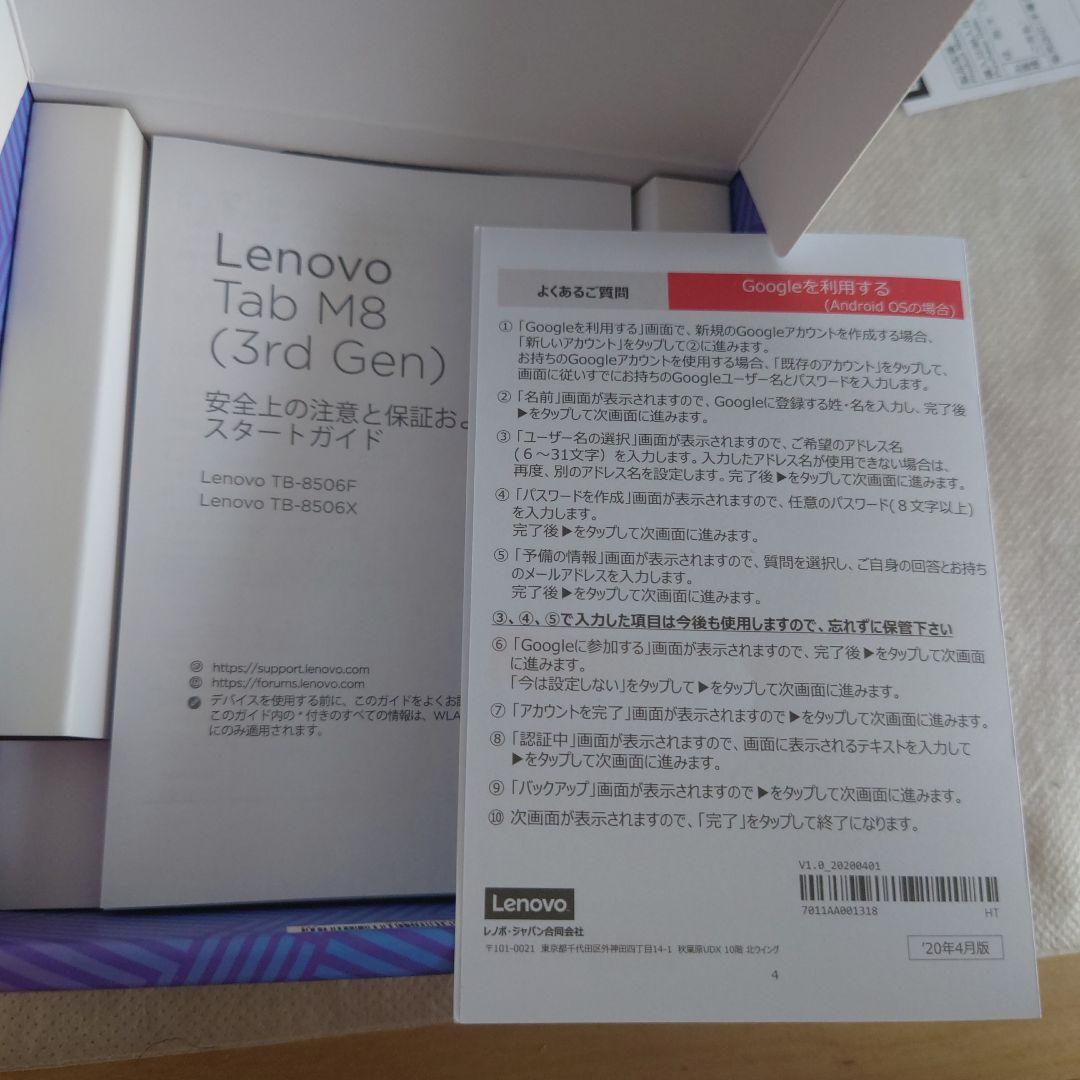 Lenovo
Tab M8
(3rd Gen)
安全上の注意と保証およ
スタートガイド
Lenovo TB-8506F
Lenovo TB-8506X
https://support.lenovo.com
https://forums.lenovo.com
デバイスを使用する前に、このガイドをよくお読
このガイド内の * 付きのすべての情報は、WLA
にのみ適用されます。
よくあるご質問
Googleを利用する
(Android OSの場合)
① 「Googleを利用する」画面で、新規のGoogleアカウントを作成する場合、
「新しいアカウント」をタップして②に進みます。
お持ちのGoogleアカウントを使用する場合、「既存のアカウント」をタップして、
画面に従いすでにお持ちのGoogleユーザー名とパスワードを入力します。
② 「名前」画面が表示されますので、Googleに登録する姓・名を入力し、完了後
▶をタップして次画面に進みます。
③ 「ユーザー名の選択」画面が表示されますので、ご希望のアドレス名
(6~31文字) を入力します。入力したアドレス名が使用できない場合は、
再度、別のアドレス名を設定します。完了後▶をタップして次画面に進みます。
④ 「パスワードを作成」画面が表示されますので、任意のパスワード(8文字以上)
を入力します。
完了後▶をタップして次画面に進みます。
⑤ 「予備の情報」画面が表示されますので、質問を選択し、ご自身の回答とお持ち
のメールアドレスを入力します。
完了後▶をタップして次画面に進みます。
③、④、⑤で入力した項目は今後も使用しますので、忘れずに保管下さい
⑥ 「Googleに参加する」画面が表示されますので、完了後▶をタップして次画面
に進みます。
「今は設定しない」をタップして▶をタップして次画面に進みます。
⑦ 「アカウントを完了」画面が表示されますので▶をタップして次画面に進みます。
⑧ 「認証中」画面が表示されますので、画面に表示されるテキストを入力して
▶をタップして次画面に進みます。
⑨ 「バックアップ」画面が表示されますので▶をタップして次画面に進みます。
⑩ 次画面が表示されますので、「完了」をタップして終了になります。
V1.0_20200401
7011AA001318
HT
Lenovo
レノボ・ジャパン合同会社
〒101-0021 東京都千代田区外神田四丁目14-1 秋葉原UDX 10階 北ウイング
'20年4月版
4